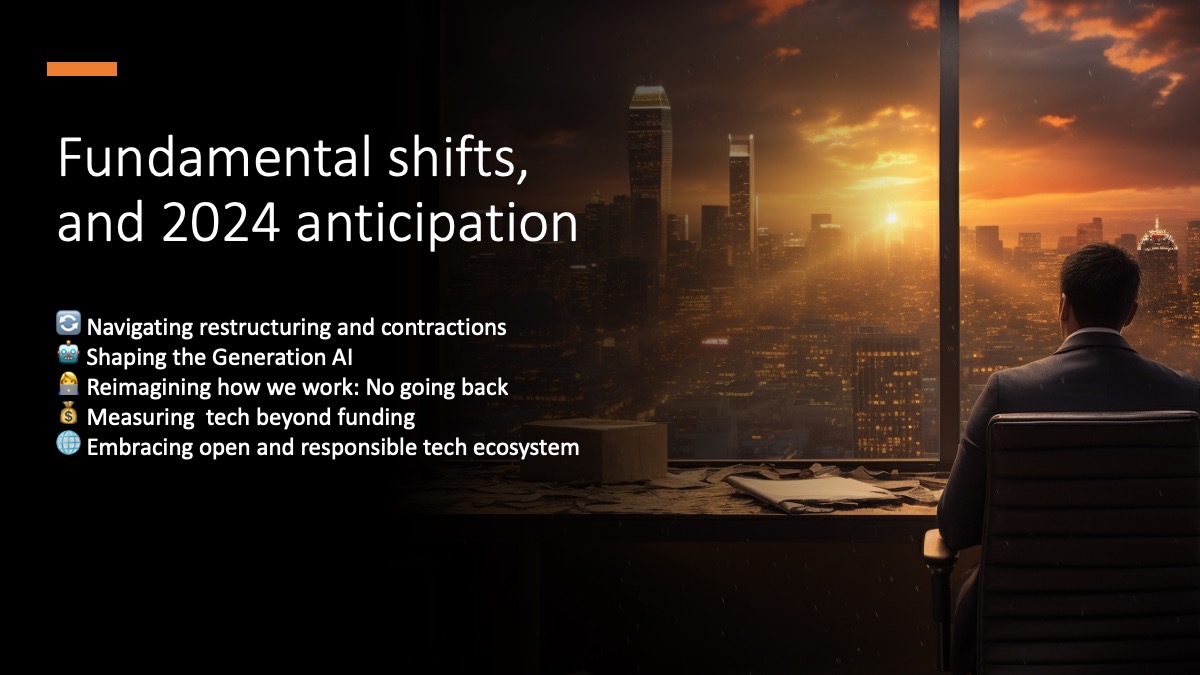 Fundamental shifts,
and 2024 anticipation
🔄 Navigating restructuring and contractions
🤖 Shaping the Generation AI
🧑‍💻 Reimagining how we work: No going back
💰 Measuring  tech beyond funding
🌐 Embracing open and responsible tech ecosystem